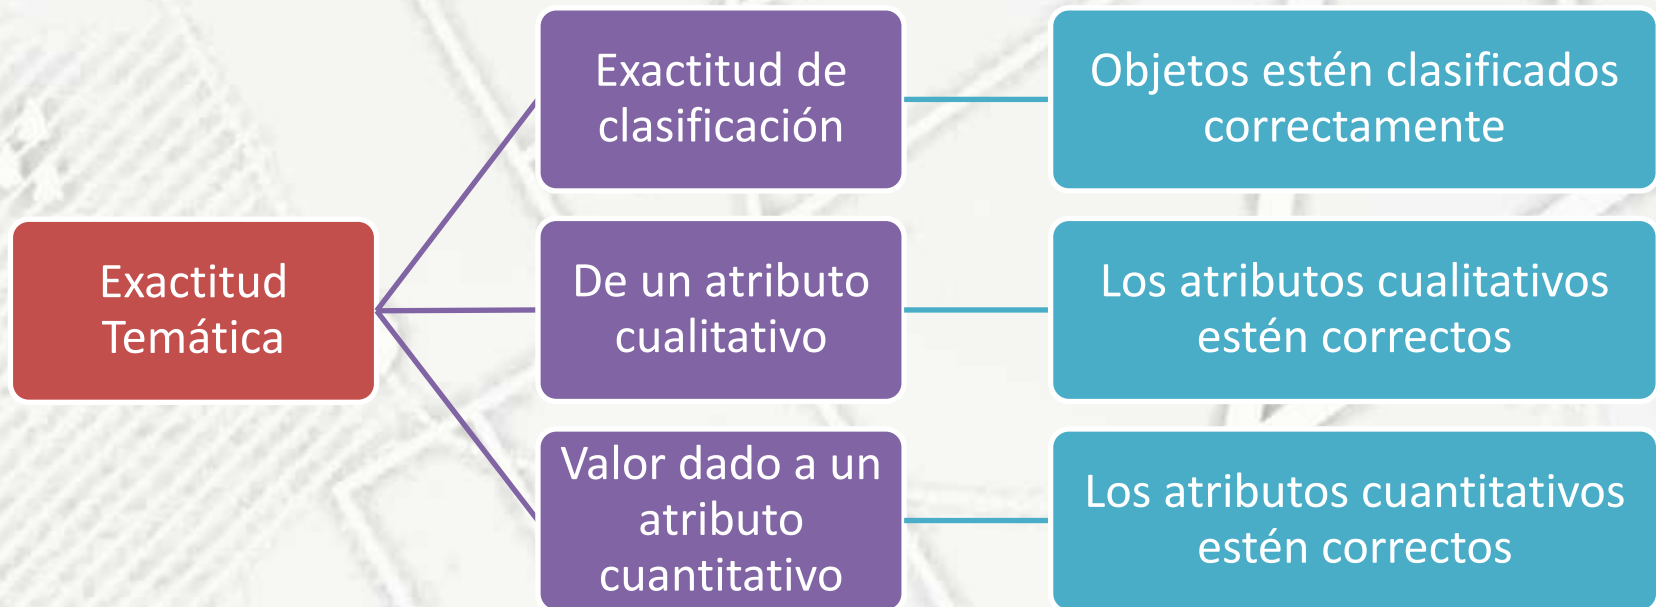 Exactitud
Temática
Exactitud de
clasificación
Objetos estén clasificados
correctamente
De un atributo
cualitativo
Los atributos cualitativos
estén correctos
Valor dado a un
atributo
cuantitativo
Los atributos cuantitativos
estén correctos